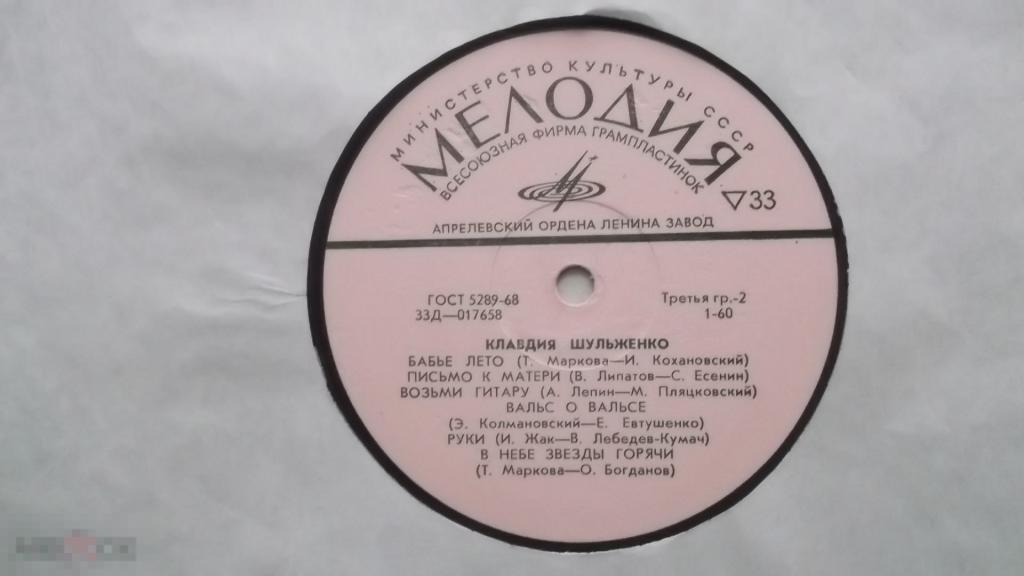 МИНИСТЕРСТВО КУЛЬТУРЫ СССР
МЕЛОДИЯ
ВСЕСОЮЗНАЯ ФИРМА ГРАМПЛАСТИНОК
▽33
АПРЕЛЕВСКИЙ ОРДЕНА ЛЕНИНА ЗАВОД
ГОСТ 5289-68 Третья гр.-2
33Д—017658 1-60
КЛАВДИЯ ШУЛЬЖЕНКО
БАБЬЕ ЛЕТО (Т. Маркова—И. Кохановский)
ПИСЬМО К МАТЕРИ (В. Липатов—С. Есенин)
ВОЗЬМИ ГИТАРУ (А. Лепин—М. Пляцковский)
ВАЛЬС О ВАЛЬСЕ
(Э. Колмановский—Е. Евтушенко)
РУКИ (И. Жак—В. Лебедев-Кумач)
В НЕБЕ ЗВЕЗДЫ ГОРЯЧИ
(Т. Маркова—О. Богданов)